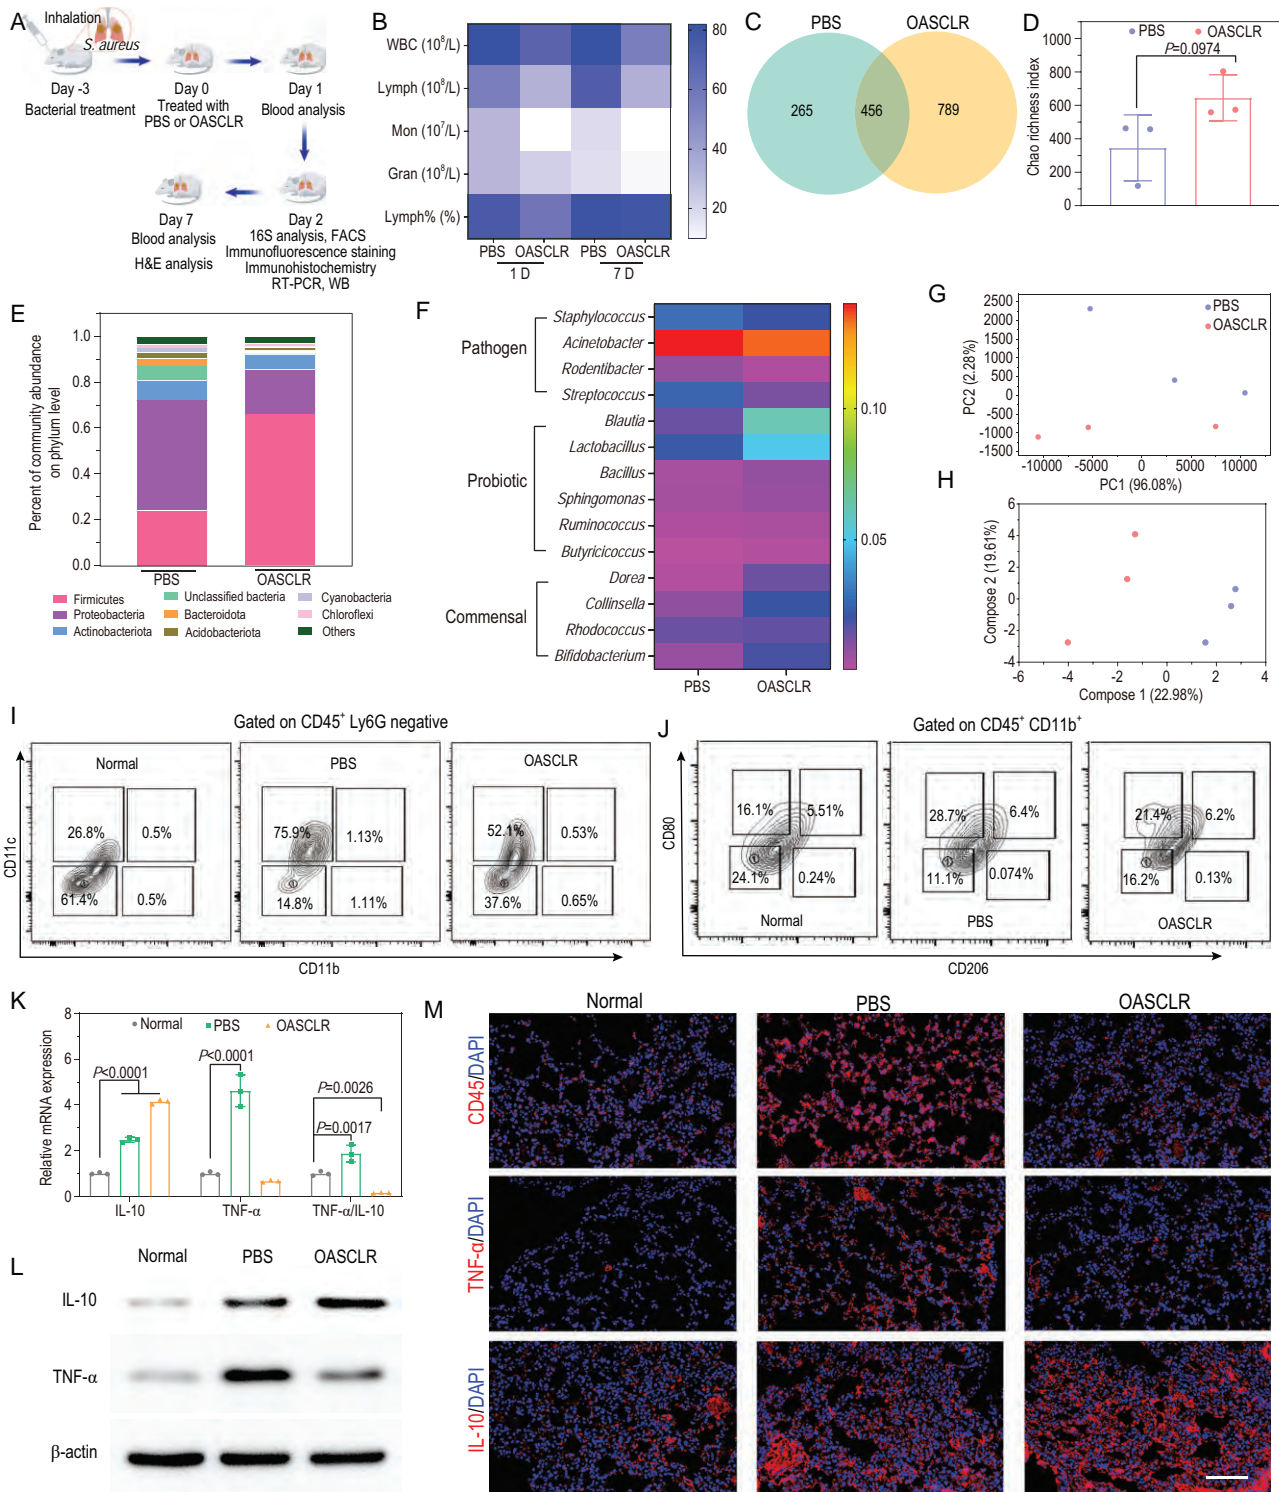 A
Inhalation
S. aureus
Day -3
Bacterial treatment
Day 0
Treated with
PBS or OASCLR
Day 1
Blood analysis
Day 7
Blood analysis
H&E analysis
Day 2
16S analysis, FACS
Immunofluorescence staining
Immunohistochemistry
RT-PCR, WB
B
WBC (10⁸/L)
Lymph (10⁸/L)
Mon (10⁷/L)
Gran (10⁸/L)
Lymph% (%)
PBS OASCLR PBS OASCLR
1 D 7 D
80
60
40
20
C
PBS OASCLR
265 456 789
D
PBS OASCLR
P=0.0974
Chao richness index
1000
800
600
400
200
0
E
Percent of community abundance
on phylum level
1.0
0.8
0.6
0.4
0.2
0.0
PBS OASCLR
Firmicutes
Proteobacteria
Actinobacteriota
Unclassified bacteria
Bacteroidota
Acidobacteriota
Cyanobacteria
Chloroflexi
Others
F
Pathogen
Probiotic
Commensal
Staphylococcus
Acinetobacter
Rodentibacter
Streptococcus
Blautia
Lactobacillus
Bacillus
Sphingomonas
Ruminococcus
Butyricicoccus
Dorea
Collinsella
Rhodococcus
Bifidobacterium
PBS OASCLR
0.10
0.05
G
PBS
OASCLR
PC2 (2.28%)
2500
2000
1500
1000
500
0
-500
-1000
-1500
-10000 -5000 0 5000 10000
PC1 (96.08%)
H
Compose 2 (19.61%)
6
4
2
0
-2
-4
-6 -4 -2 0 2 4
Compose 1 (22.98%)
I
Gated on CD45⁺ Ly6G negative
CD11c
Normal
26.8% 0.5%
61.4% 0.5%
PBS
75.9% 1.13%
14.8% 1.11%
OASCLR
52.1% 0.53%
37.6% 0.65%
CD11b
J
Gated on CD45⁺ CD11b⁺
CD80
16.1% 5.51%
24.1% 0.24%
Normal
28.7% 6.4%
11.1% 0.074%
PBS
21.4% 6.2%
16.2% 0.13%
OASCLR
CD206
K
Relative mRNA expression
8
6
4
2
0
Normal PBS OASCLR
P<0.0001
P<0.0001
P=0.0026
P=0.0017
IL-10 TNF-α TNF-α/IL-10
L
Normal PBS OASCLR
IL-10
TNF-α
β-actin
M
Normal PBS OASCLR
CD45/DAPI
TNF-α/DAPI
IL-10/DAPI